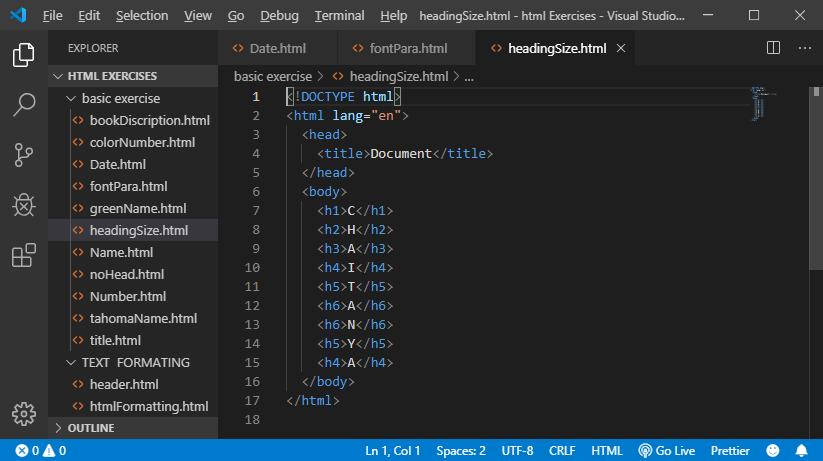 File Edit Selection View Go Debug Terminal Help headingSize.html - html Exercises - Visual Studio...
EXPLORER
HTML EXERCISES
basic exercise
bookDiscription.html
colorNumber.html
Date.html
fontPara.html
greenName.html
headingSize.html
Name.html
noHead.html
Number.html
tahomaName.html
title.html
TEXT FORMATING
header.html
htmlFormatting.html
OUTLINE
Date.html fontPara.html headingSize.html
basic exercise > headingSize.html > ...
1 <!DOCTYPE html>
2 <html lang="en">
3 <head>
4 <title>Document</title>
5 </head>
6 <body>
7 <h1>C</h1>
8 <h2>H</h2>
9 <h3>A</h3>
10 <h4>I</h4>
11 <h5>T</h5>
12 <h6>A</h6>
13 <h6>N</h6>
14 <h5>Y</h5>
15 <h4>A</h4>
16 </body>
17 </html>
18
0 0 Ln 1, Col 1 Spaces: 2 UTF-8 CRLF HTML Go Live Prettier